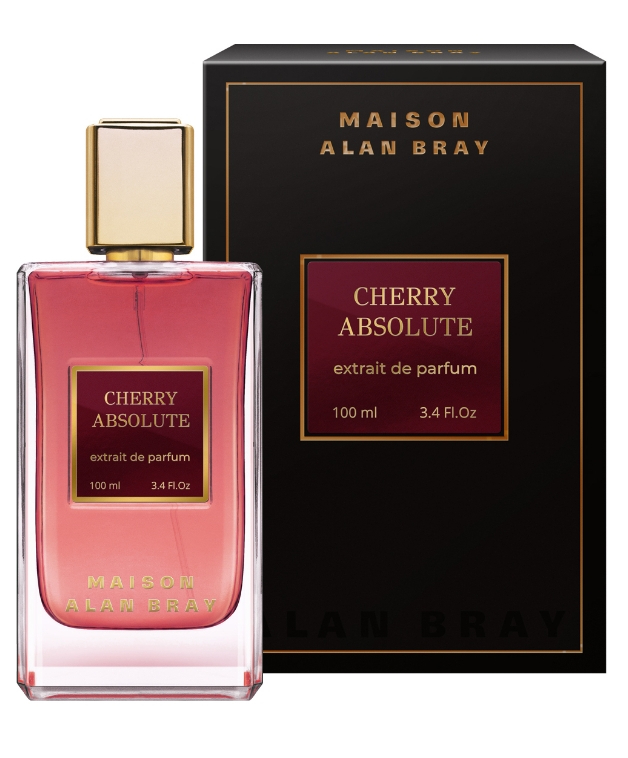 MAISON
ALAN BRAY
CHERRY
ABSOLUTE
extrait de parfum
100 ml 3.4 Fl.Oz
CHERRY
ABSOLUTE
extrait de parfum
100 ml 3.4 Fl.Oz
MAISON
ALAN BRAY
ALAN BRAY